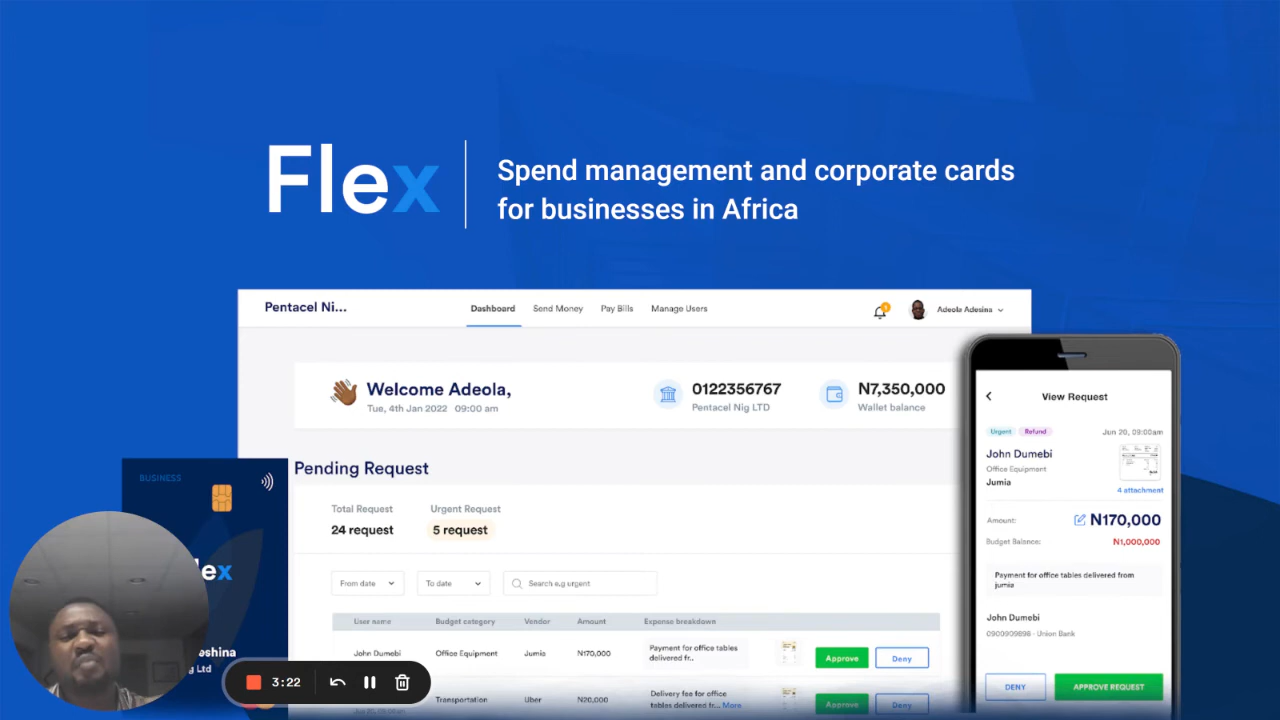 Flex
Spend management and corporate cards
for businesses in Africa
Pentacel Ni...
Dashboard
Send Money
Pay Bills
Manage Users
Adeola Adesina
Welcome Adeola,
Tue, 4th Jan 2022 09:00 am
0122356767
Pentacel Nig LTD
N7,350,000
Wallet balance
Pending Request
Total Request
24 request
Urgent Request
5 request
From date
To date
Search e.g urgent
User name
Budget category
Vendor
Amount
Expense breakdown
John Dumebi
Office Equipment
Jumia
N170,000
Payment for office tables
delivered fr..
Approve
Deny
Transportation
Uber
N20,000
Delivery fee for office
tables delivered to... More
Approve
Deny
BUSINESS
ex
eshina
g Ltd
3:22
View Request
Urgent
Refund
Jun 20, 09:00am
John Dumebi
Office Equipment
Jumia
4 attachment
Amount:
N170,000
Budget Balance:
N1,000,000
Payment for office tables delivered from
jumia
John Dumebi
0900909898 - Union Bank
DENY
APPROVE REQUEST